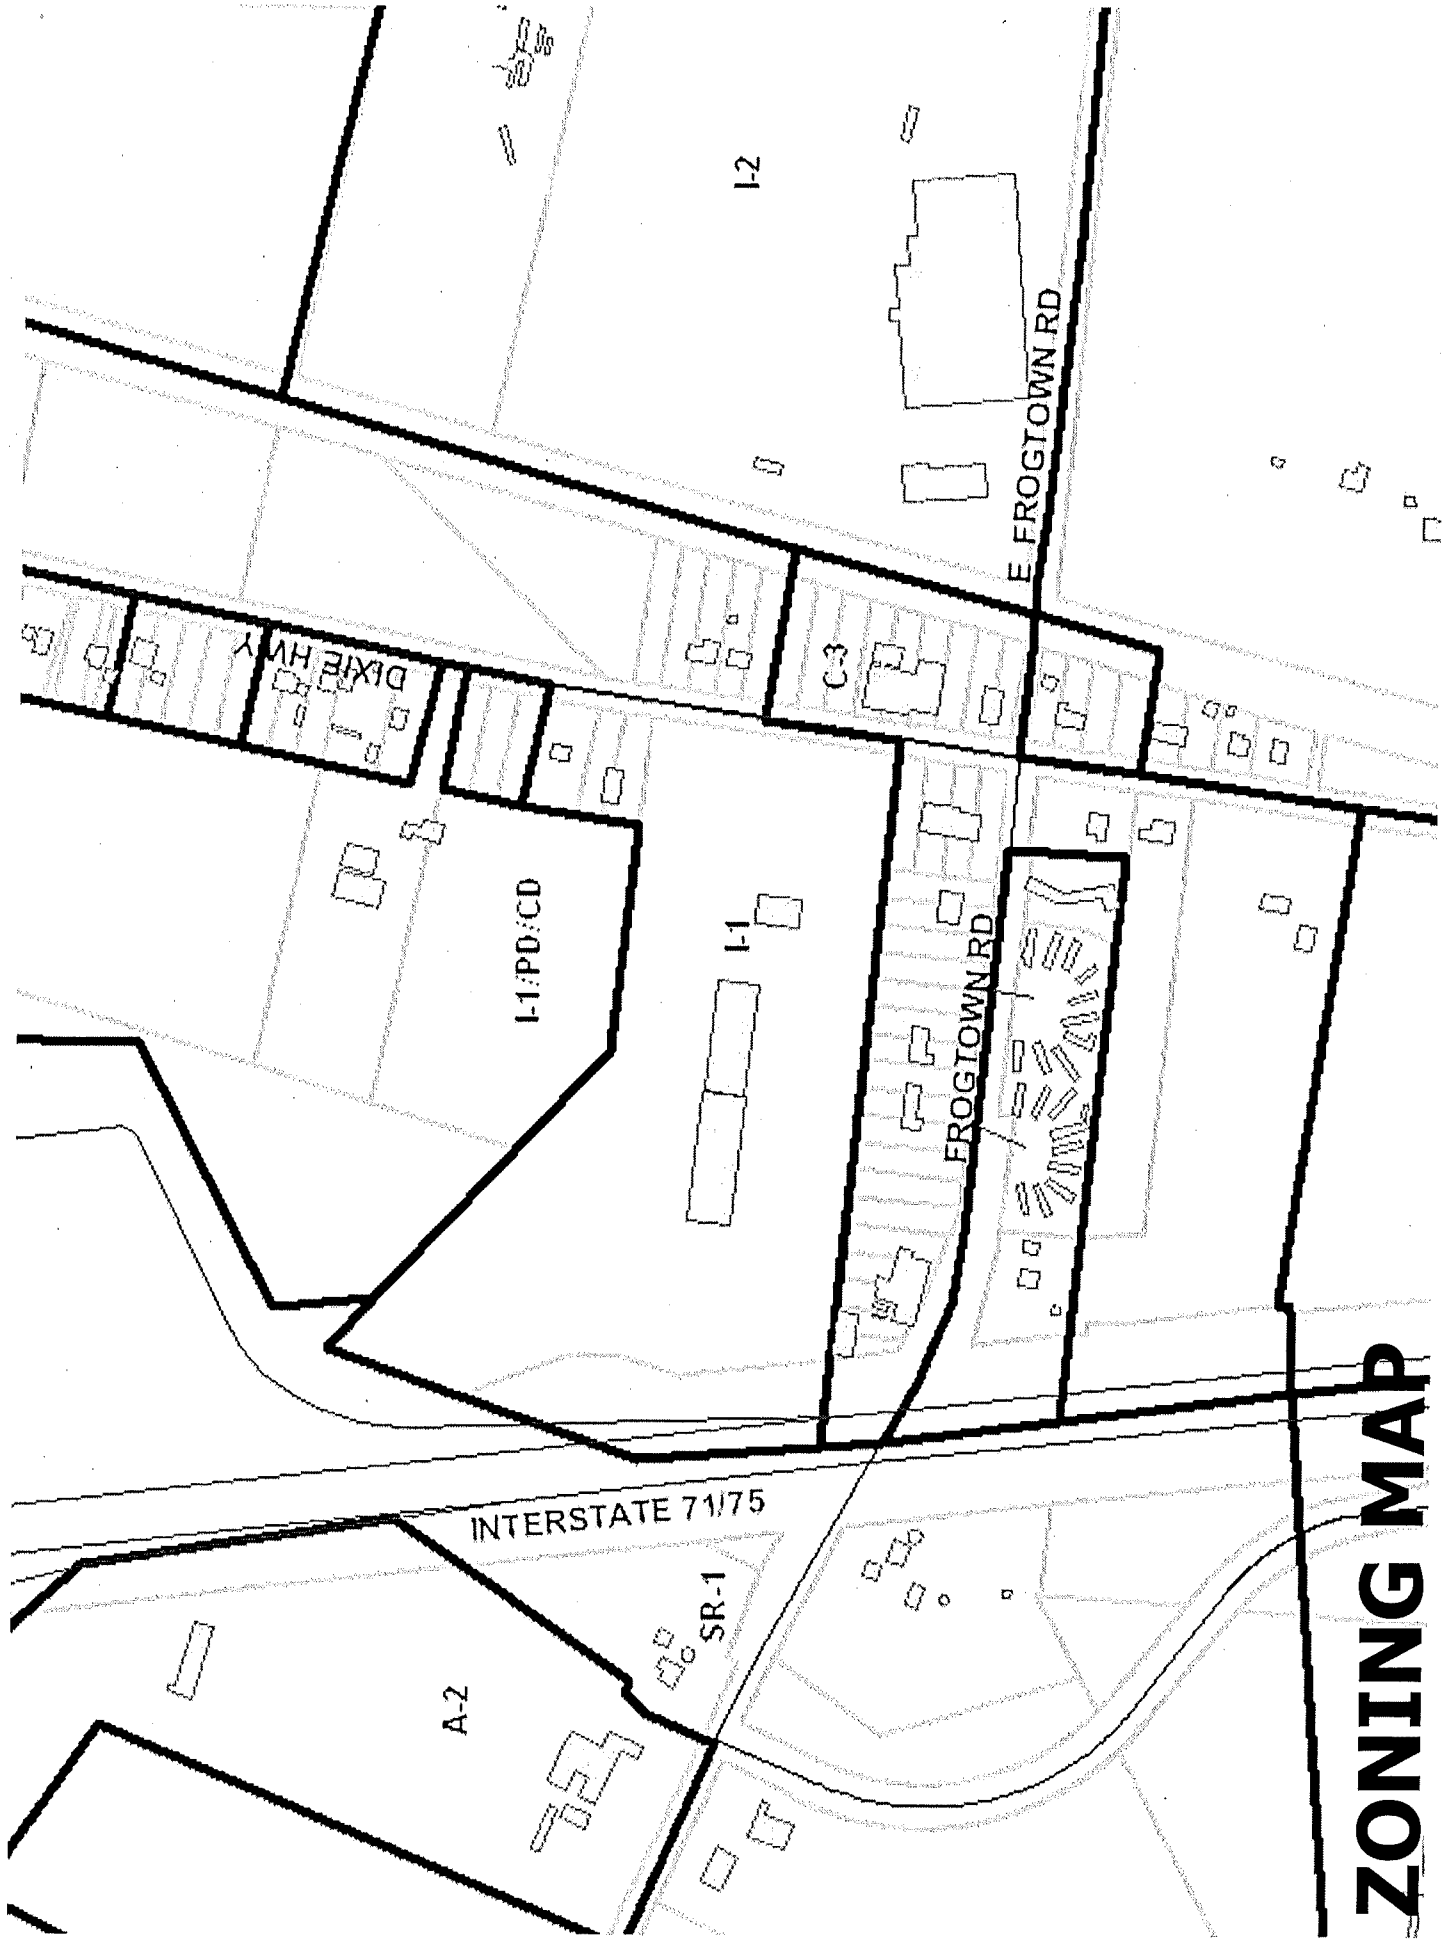 I-2
E FROGTOWN RD
C-3
DIXIE HWY
I-1/PD/CD
I-1
FROGTOWN RD
INTERSTATE 71/75
SR-1
A-2
ZONING MAP